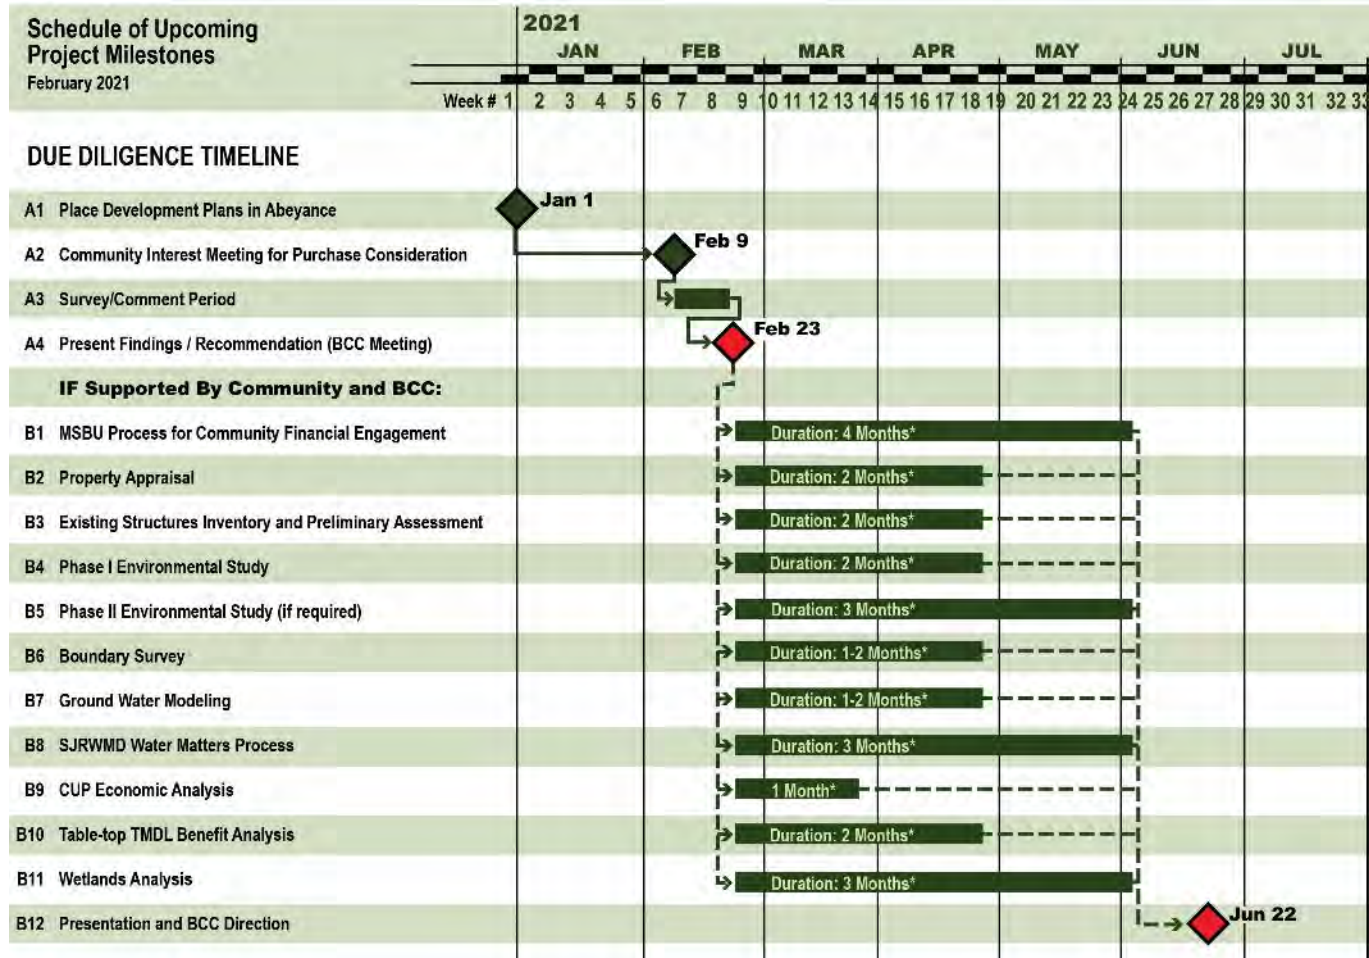 Schedule of Upcoming
Project Milestones
February 2021
2021
JAN FEB MAR APR MAY JUN JUL
Week # 1 2 3 4 5 6 7 8 9 10 11 12 13 14 15 16 17 18 19 20 21 22 23 24 25 26 27 28 29 30 31 32 33
DUE DILIGENCE TIMELINE
A1 Place Development Plans in Abeyance Jan 1
A2 Community Interest Meeting for Purchase Consideration Feb 9
A3 Survey/Comment Period
A4 Present Findings / Recommendation (BCC Meeting) Feb 23
IF Supported By Community and BCC:
B1 MSBU Process for Community Financial Engagement Duration: 4 Months*
B2 Property Appraisal Duration: 2 Months*
B3 Existing Structures Inventory and Preliminary Assessment Duration: 2 Months*
B4 Phase I Environmental Study Duration: 2 Months*
B5 Phase II Environmental Study (if required) Duration: 3 Months*
B6 Boundary Survey Duration: 1-2 Months*
B7 Ground Water Modeling Duration: 1-2 Months*
B8 SJRWMD Water Matters Process Duration: 3 Months*
B9 CUP Economic Analysis 1 Month*
B10 Table-top TMDL Benefit Analysis Duration: 2 Months*
B11 Wetlands Analysis Duration: 3 Months*
B12 Presentation and BCC Direction Jun 22